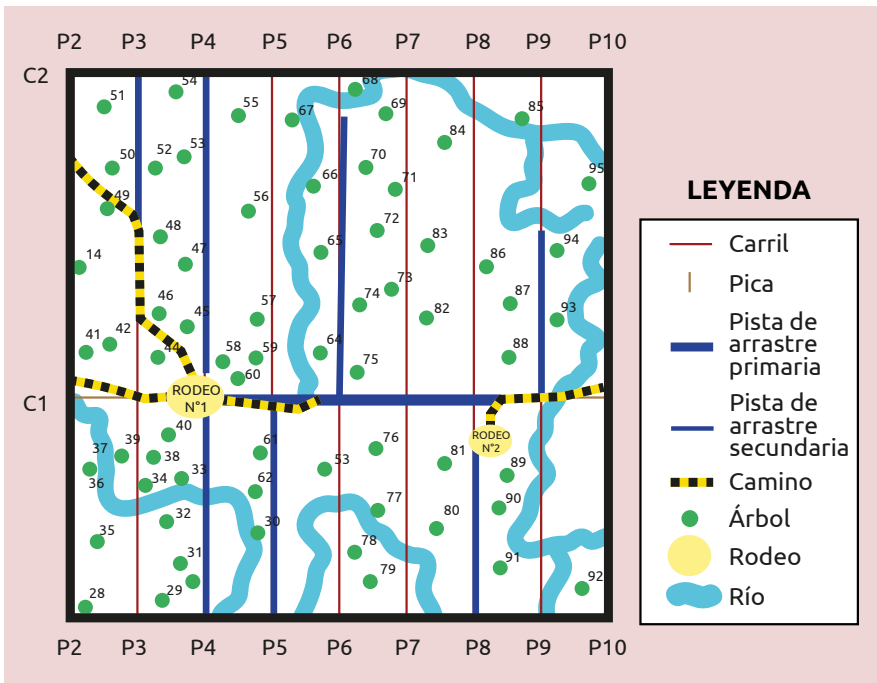 P2 P3 P4 P5 P6 P7 P8 P9 P10
C2
51 54 55 67 68 69 84 85
50 52 53 66 70 71 95
49 56 72
48 65 83 94
14 47 86
46 45 57 74 73 82 87 93
41 42 44 58 59 64 88
60 75
C1
RODEO
N°1
RODEO
N°2
40 61 76
37 39 38 53 81 89
36 34 33 62
32 30 77 80 90
35
31 78 91
28 29 79 92
P2 P3 P4 P5 P6 P7 P8 P9 P10
LEYENDA
Carril
Pica
Pista de
arrastre
primaria
Pista de
arrastre
secundaria
Camino
Árbol
Rodeo
Río